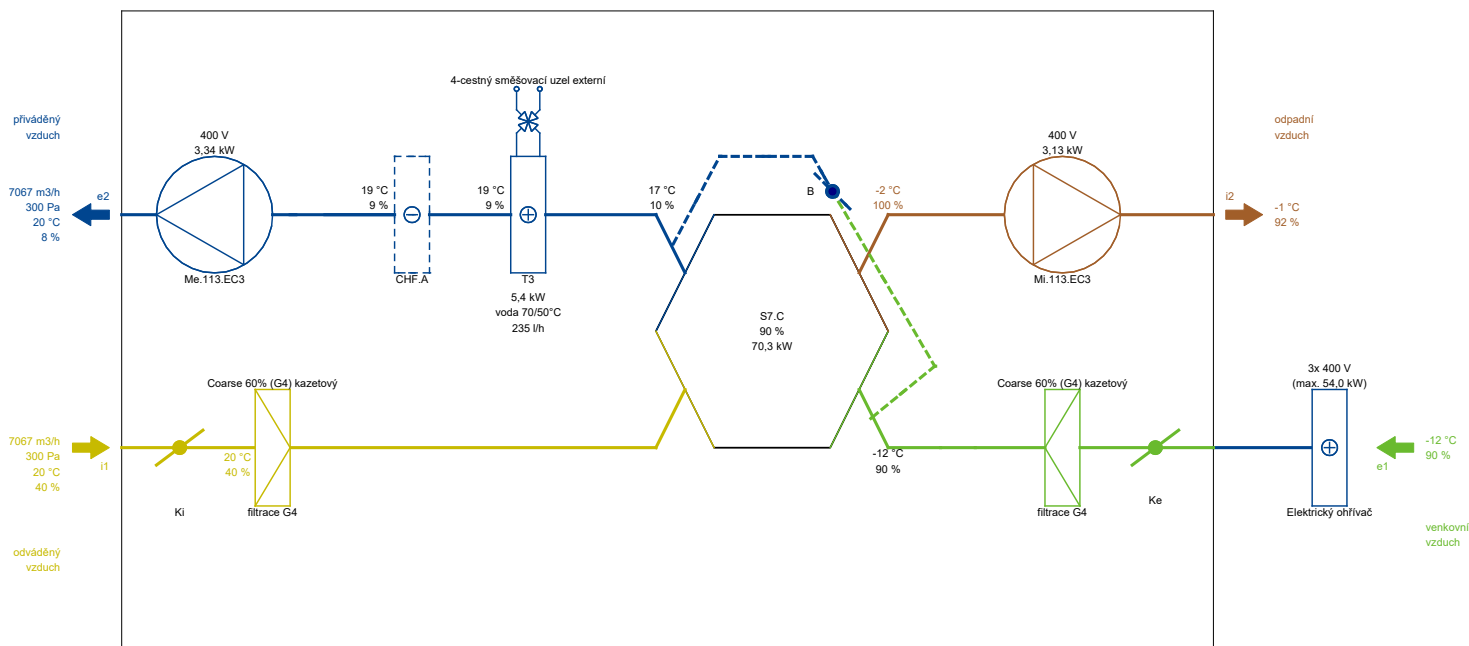 4-cestný směšovací uzel externí
přiváděný
vzduch
400 V
3,34 kW
400 V
3,13 kW
odpadní
vzduch
7067 m3/h
300 Pa
20 °C
8 %
e2
19 °C
9 %
19 °C
9 %
17 °C
10 %
B
-2 °C
100 %
i2
-1 °C
92 %
Me.113.EC3
CHF.A
T3
5,4 kW
voda 70/50°C
235 l/h
Mi.113.EC3
S7.C
90 %
70,3 kW
Coarse 60% (G4) kazetový
Coarse 60% (G4) kazetový
3x 400 V
(max. 54,0 kW)
7067 m3/h
300 Pa
20 °C
40 %
i1
20 °C
40 %
-12 °C
90 %
-12 °C
90 %
e1
Ki
filtrace G4
filtrace G4
Ke
Elektrický ohřívač
odváděný
vzduch
venkovní
vzduch